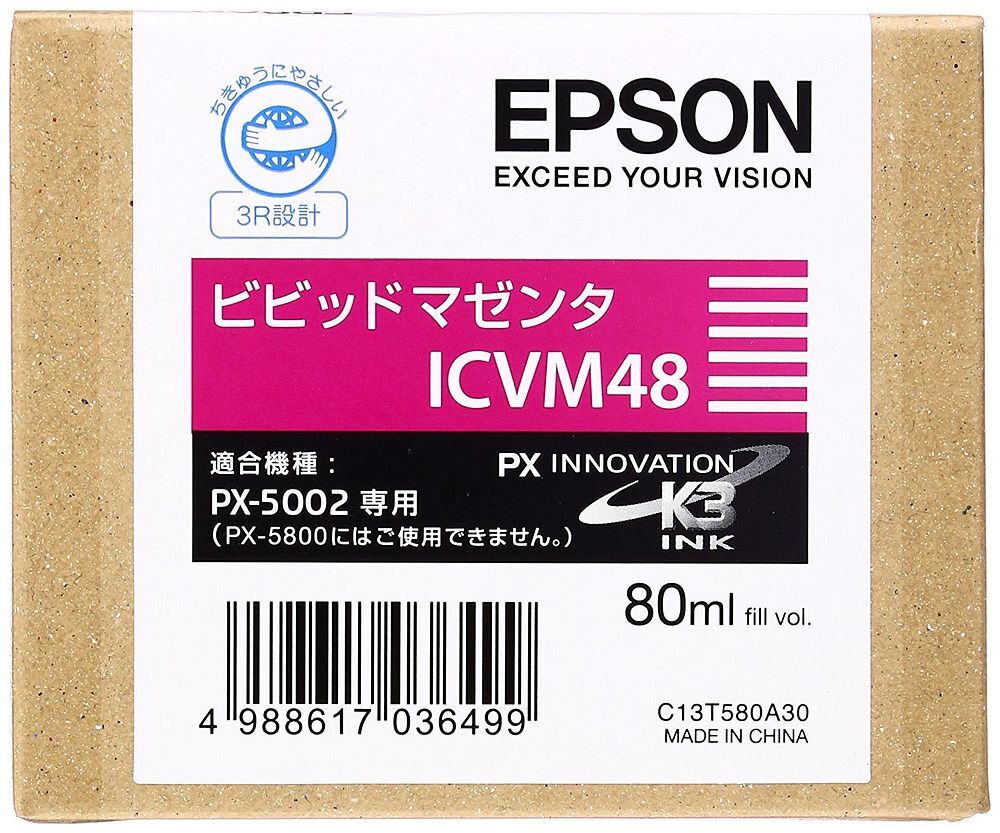 ちきゅうにやさしい
3R設計
EPSON
EXCEED YOUR VISION
ビビッドマゼンタ
ICVM48
適合機種：
PX-5002 専用
（PX-5800にはご使用できません。）
PX INNOVATION
K3
INK
80ml fill vol.
4 988617 036499
C13T580A30
MADE IN CHINA